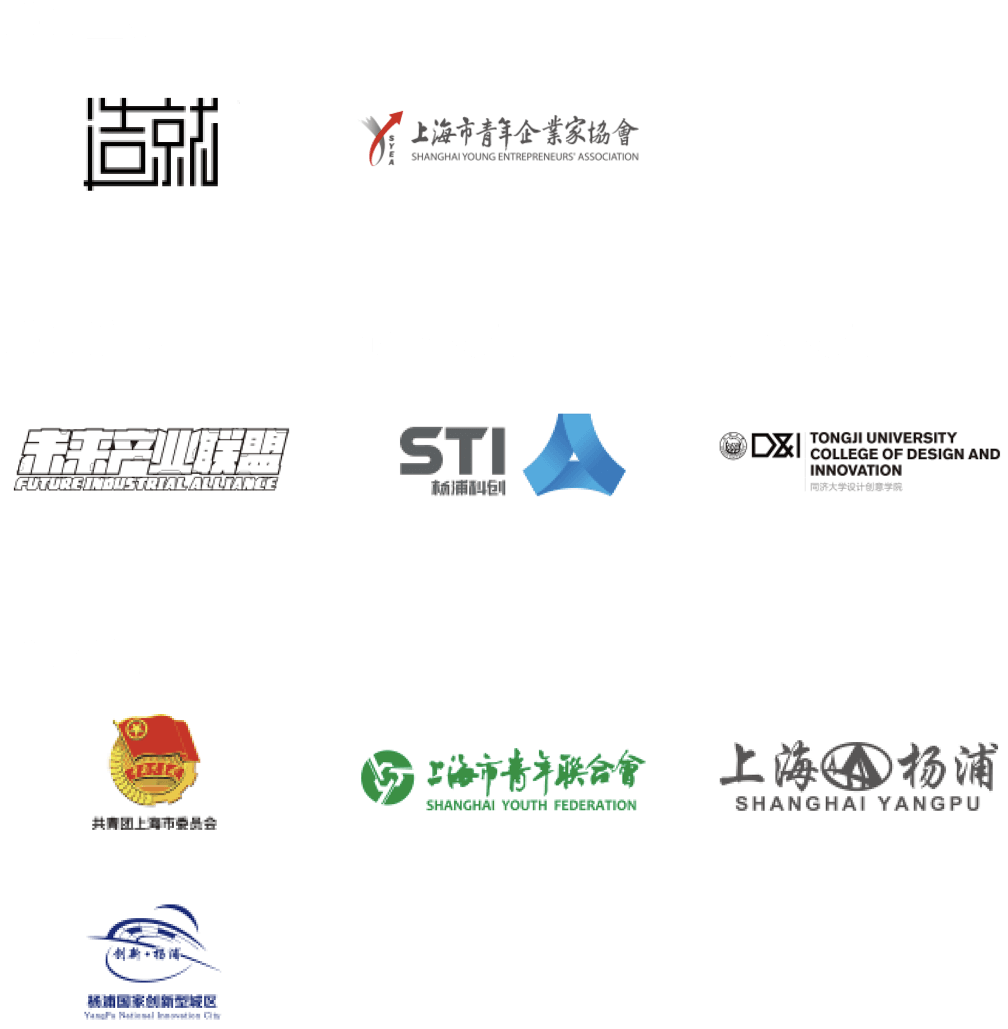 造就
SYEA
上海市青年企業家協會
SHANGHAI YOUNG ENTREPRENEURS' ASSOCIATION
未来产业联盟
FUTURE INDUSTRIAL ALLIANCE
STI
杨浦科创
D&I
TONGJI UNIVERSITY
COLLEGE OF DESIGN AND
INNOVATION
同济大学设计创意学院
共青团上海市委员会
上海市青年联合會
SHANGHAI YOUTH FEDERATION
上海 杨浦
SHANGHAI YANGPU
创新·杨浦
杨浦国家创新型城区
YangPu National Innovation City